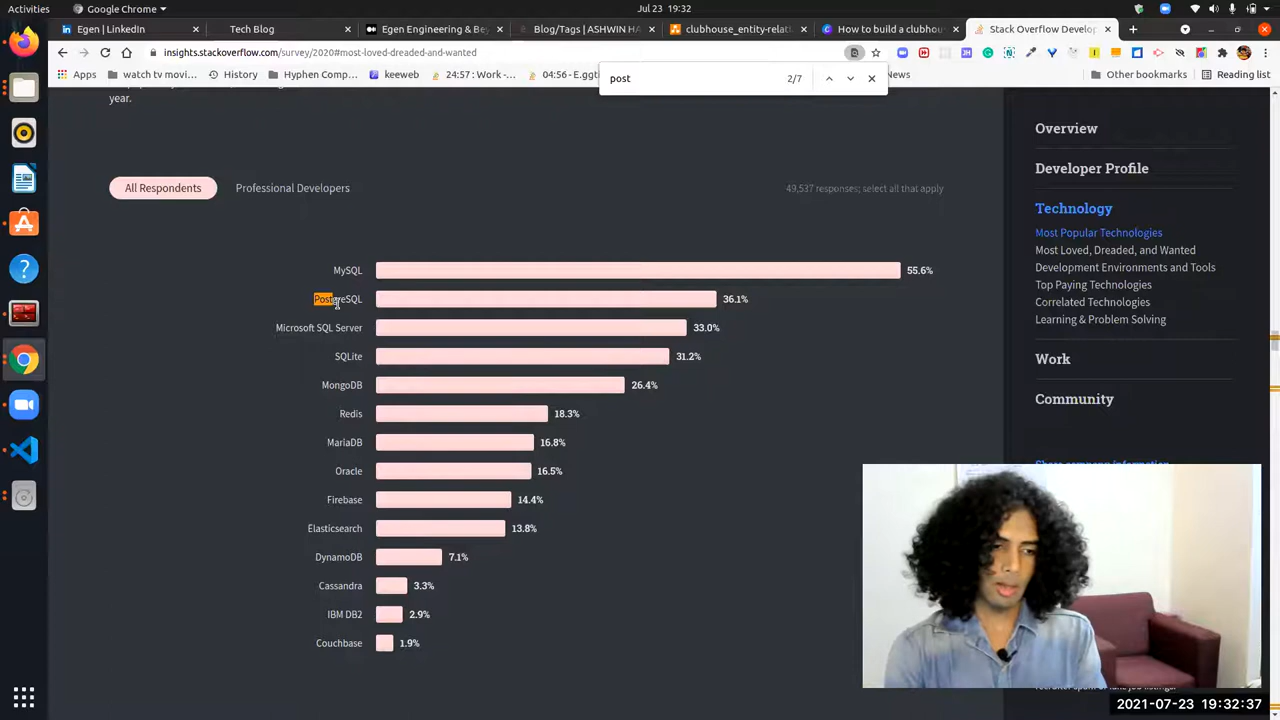 Activities
Google Chrome
Jul 23 19:32
Egen | LinkedIn
Tech Blog
Egen Engineering & Be
Blog/Tags | ASHWIN HA
clubhouse_entity-relati
How to build a clubhous
Stack Overflow Develop
insights.stackoverflow.com/survey/2020#most-loved-dreaded-and-wanted
Apps
watch tv movi...
History
Hyphen Comp...
keeweb
24:57 : Work -...
04:56 - E.ggt
News
Other bookmarks
Reading list
post
2/7
year.
All Respondents
Professional Developers
49,537 responses; select all that apply
MySQL 55.6%
PostgreSQL 36.1%
Microsoft SQL Server 33.0%
SQLite 31.2%
MongoDB 26.4%
Redis 18.3%
MariaDB 16.8%
Oracle 16.5%
Firebase 14.4%
Elasticsearch 13.8%
DynamoDB 7.1%
Cassandra 3.3%
IBM DB2 2.9%
Couchbase 1.9%
Overview
Developer Profile
Technology
Most Popular Technologies
Most Loved, Dreaded, and Wanted
Development Environments and Tools
Top Paying Technologies
Correlated Technologies
Learning & Problem Solving
Work
Community
2021-07-23 19:32:37